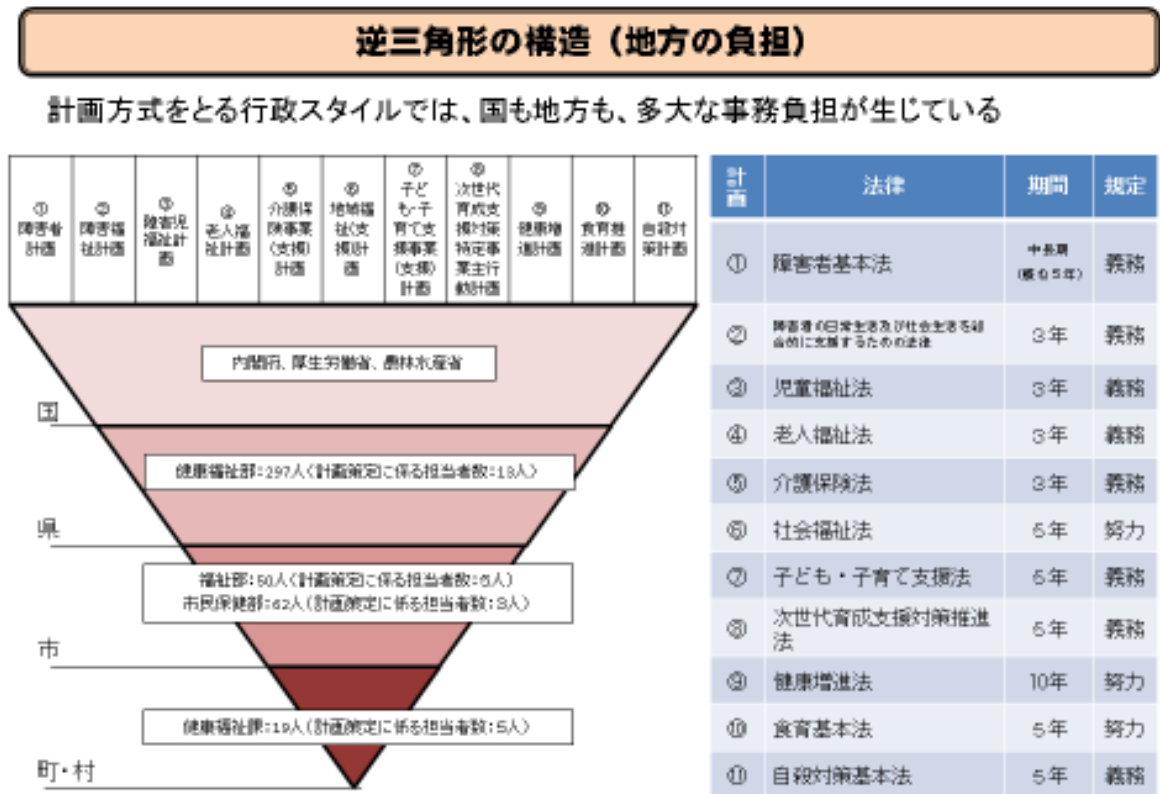 逆三角形の構造（地方の負担）
計画方式をとる行政スタイルでは、国も地方も、多大な事務負担が生じている
①
障害者
計画
②
障害福
祉計画
③
障害児
福祉計
画
④
老人福
祉計画
⑤
介護保
険事業
（支援）
計画
⑥
地域福
祉（支
援）計
画
⑦
子ど
も・子
育て支
援事業
（支援）
計画
⑧
次世代
育成支
援対策
特定事
業主行
動計画
⑨
健康増
進計画
⑩
食育推
進計画
⑪
自殺対
策計画
内閣府、厚生労働省、農林水産省
国
健康福祉部：297人（計画策定に係る担当者数：13人）
県
福祉部：50人（計画策定に係る担当者数：6人）
市民保健部：62人（計画策定に係る担当者数：3人）
市
健康福祉課：19人（計画策定に係る担当者数：5人）
町・村
計画 法律 期間 規定
① 障害者基本法 中長期（概ね５年） 義務
② 障害者の日常生活及び社会生活を総合的に支援するための法律 3年 義務
③ 児童福祉法 3年 義務
④ 老人福祉法 3年 義務
⑤ 介護保険法 3年 義務
⑥ 社会福祉法 5年 努力
⑦ 子ども・子育て支援法 5年 義務
⑧ 次世代育成支援対策推進法 5年 義務
⑨ 健康増進法 10年 努力
⑩ 食育基本法 5年 努力
⑪ 自殺対策基本法 5年 義務